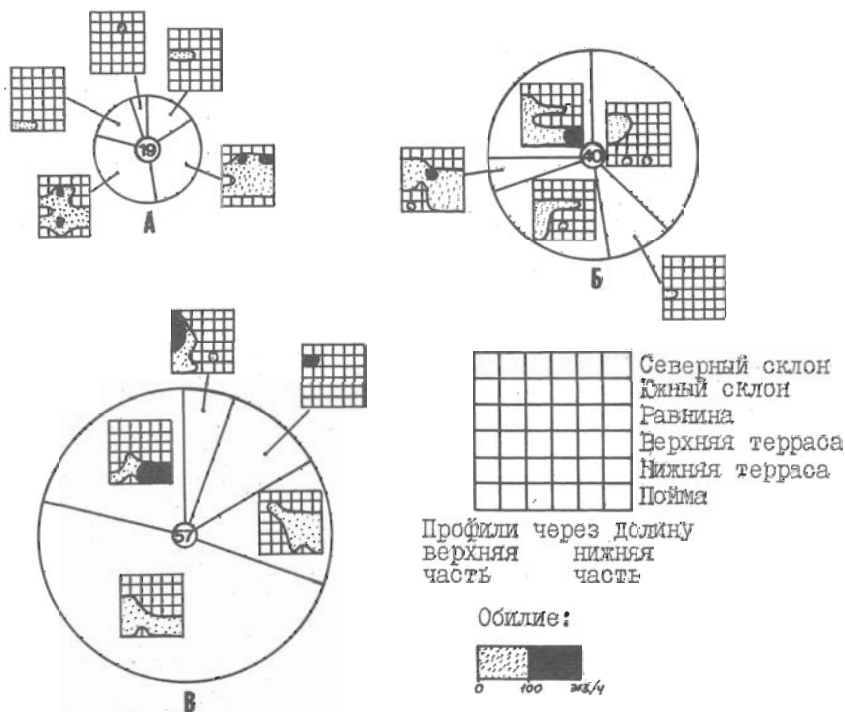 19
А
40
Б
57
В
Северный склон
Южный склон
Равнина
Верхняя терраса
Нижняя терраса
Пойма
Профили через долину
верхняя нижняя
часть часть
Обилие:
0 100 экз/ч